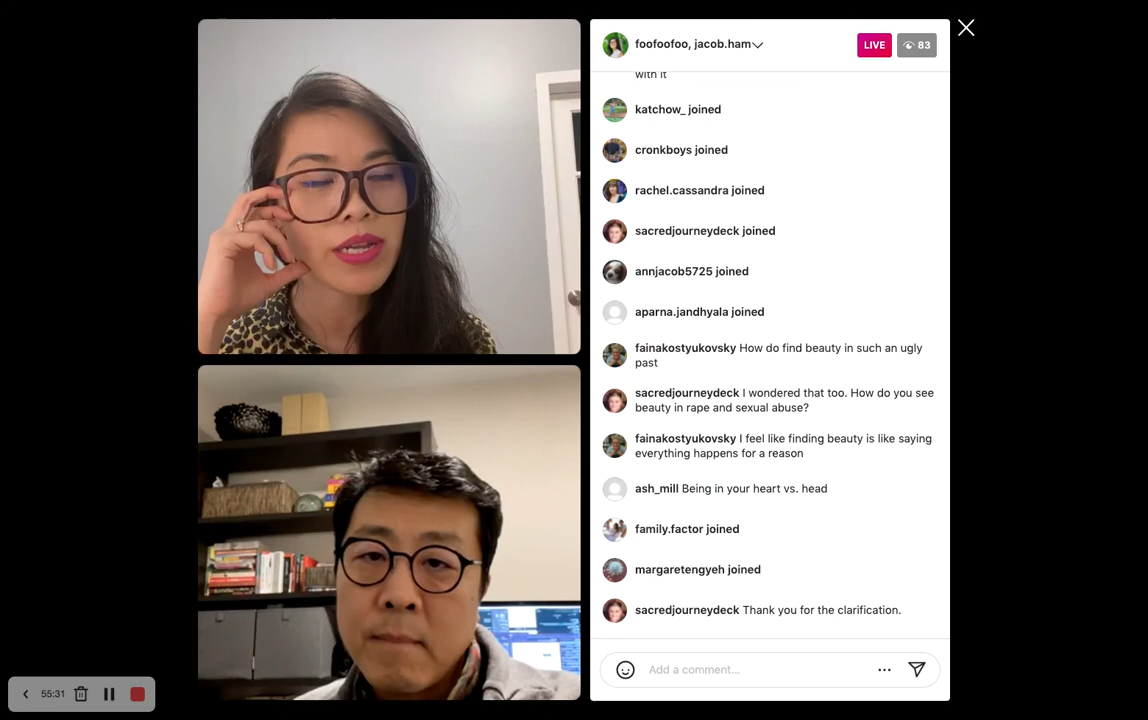 foofoofoo, jacob.ham
LIVE
83
with it
katchow_ joined
cronkboys joined
rachel.cassandra joined
sacredjourneydeck joined
annjacob5725 joined
aparna.jandhyala joined
fainakostyukovsky How do find beauty in such an ugly
past
sacredjourneydeck I wondered that too. How do you see
beauty in rape and sexual abuse?
fainakostyukovsky I feel like finding beauty is like saying
everything happens for a reason
ash_mill Being in your heart vs. head
family.factor joined
margaretengyeh joined
sacredjourneydeck Thank you for the clarification.
Add a comment...
55:31